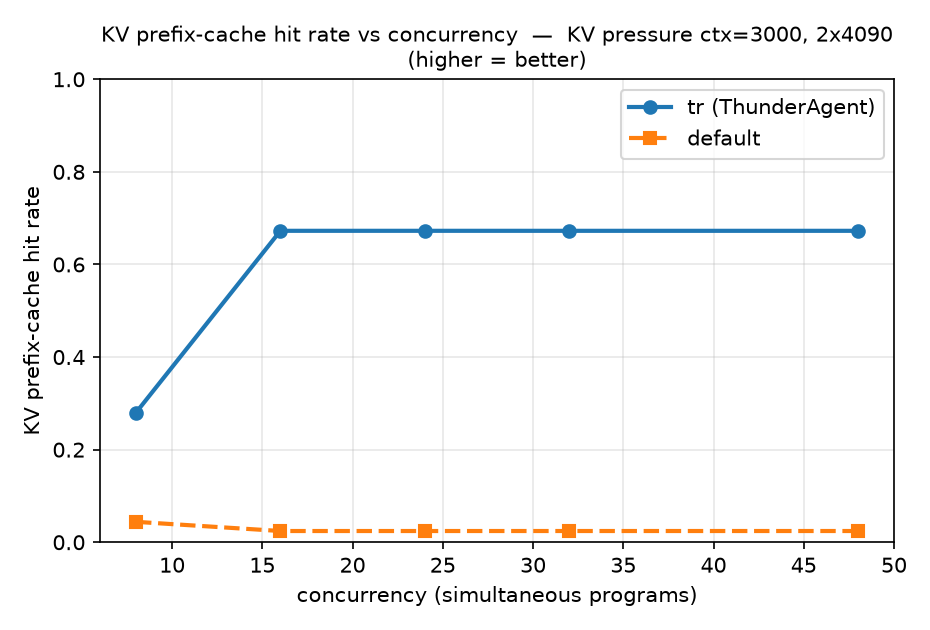 KV prefix-cache hit rate vs concurrency — KV pressure ctx=3000, 2x4090
(higher = better)
tr (ThunderAgent)
default
KV prefix-cache hit rate
1.0
0.8
0.6
0.4
0.2
0.0
10 15 20 25 30 35 40 45 50
concurrency (simultaneous programs)